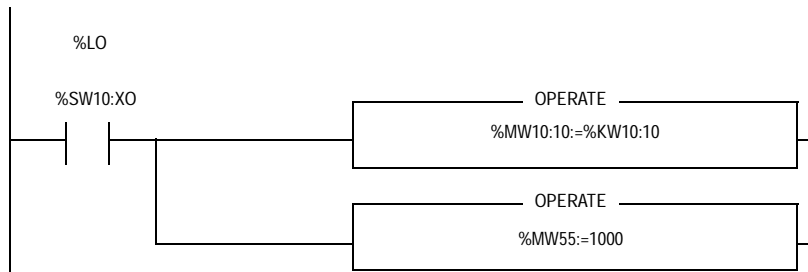 %LO
%SW10:XO
OPERATE
%MW10:10:=%KW10:10
OPERATE
%MW55:=1000